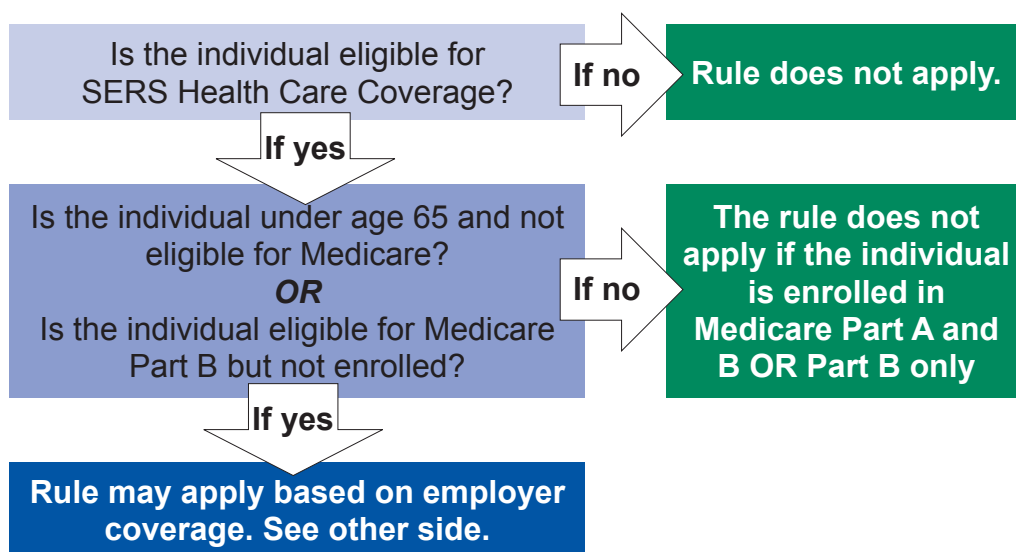 Is the individual eligible for
SERS Health Care Coverage?
If no
Rule does not apply.
If yes
Is the individual under age 65 and not
eligible for Medicare?
OR
Is the individual eligible for Medicare
Part B but not enrolled?
If no
The rule does not
apply if the individual
is enrolled in
Medicare Part A and
B OR Part B only
If yes
Rule may apply based on employer
coverage. See other side.